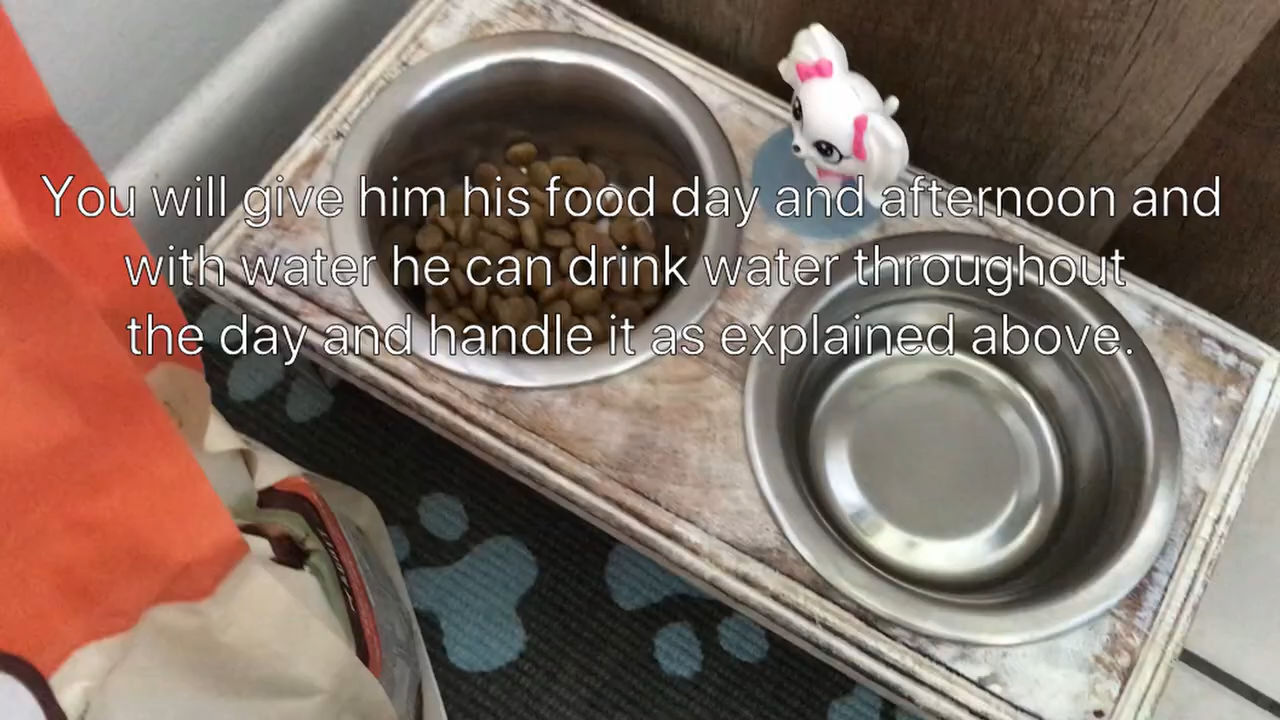 You will give him his food day and afternoon and
with water he can drink water throughout
the day and handle it as explained above.